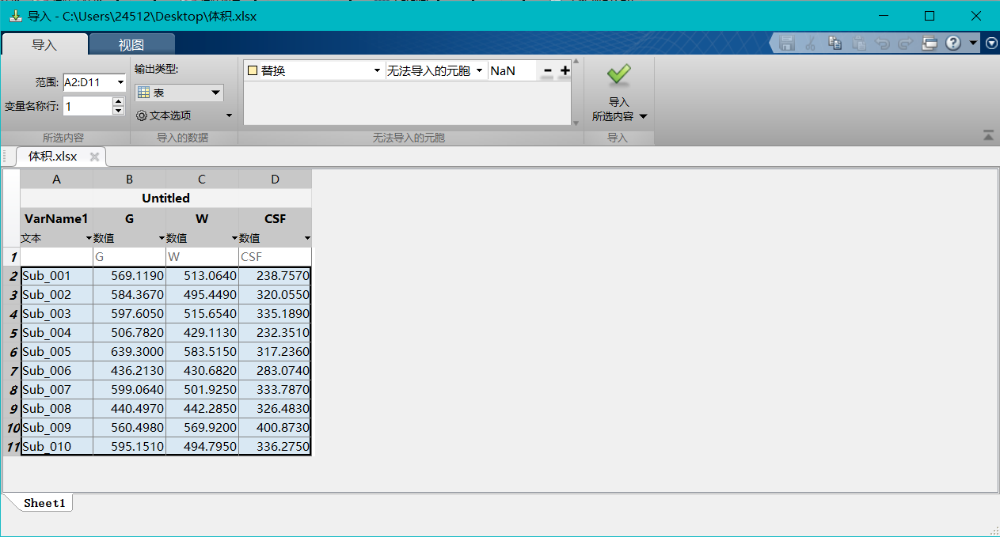 导入 - C:\Users\24512\Desktop\体积.xlsx
导入 视图
范围: A2:D11
变量名称行: 1
所选内容
输出类型:
表
文本选项
导入的数据
替换 无法导入的元胞 NaN
无法导入的元胞
导入
所选内容
导入
体积.xlsx
A B C D
Untitled
VarName1 G W CSF
文本 数值 数值 数值
1 G W CSF
2 Sub_001 569.1190 513.0640 238.7570
3 Sub_002 584.3670 495.4490 320.0550
4 Sub_003 597.6050 515.6540 335.1890
5 Sub_004 506.7820 429.1130 232.3510
6 Sub_005 639.3000 583.5150 317.2360
7 Sub_006 436.2130 430.6820 283.0740
8 Sub_007 599.0640 501.9250 333.7870
9 Sub_008 440.4970 442.2850 326.4830
10 Sub_009 560.4980 569.9200 400.8730
11 Sub_010 595.1510 494.7950 336.2750
Sheet1